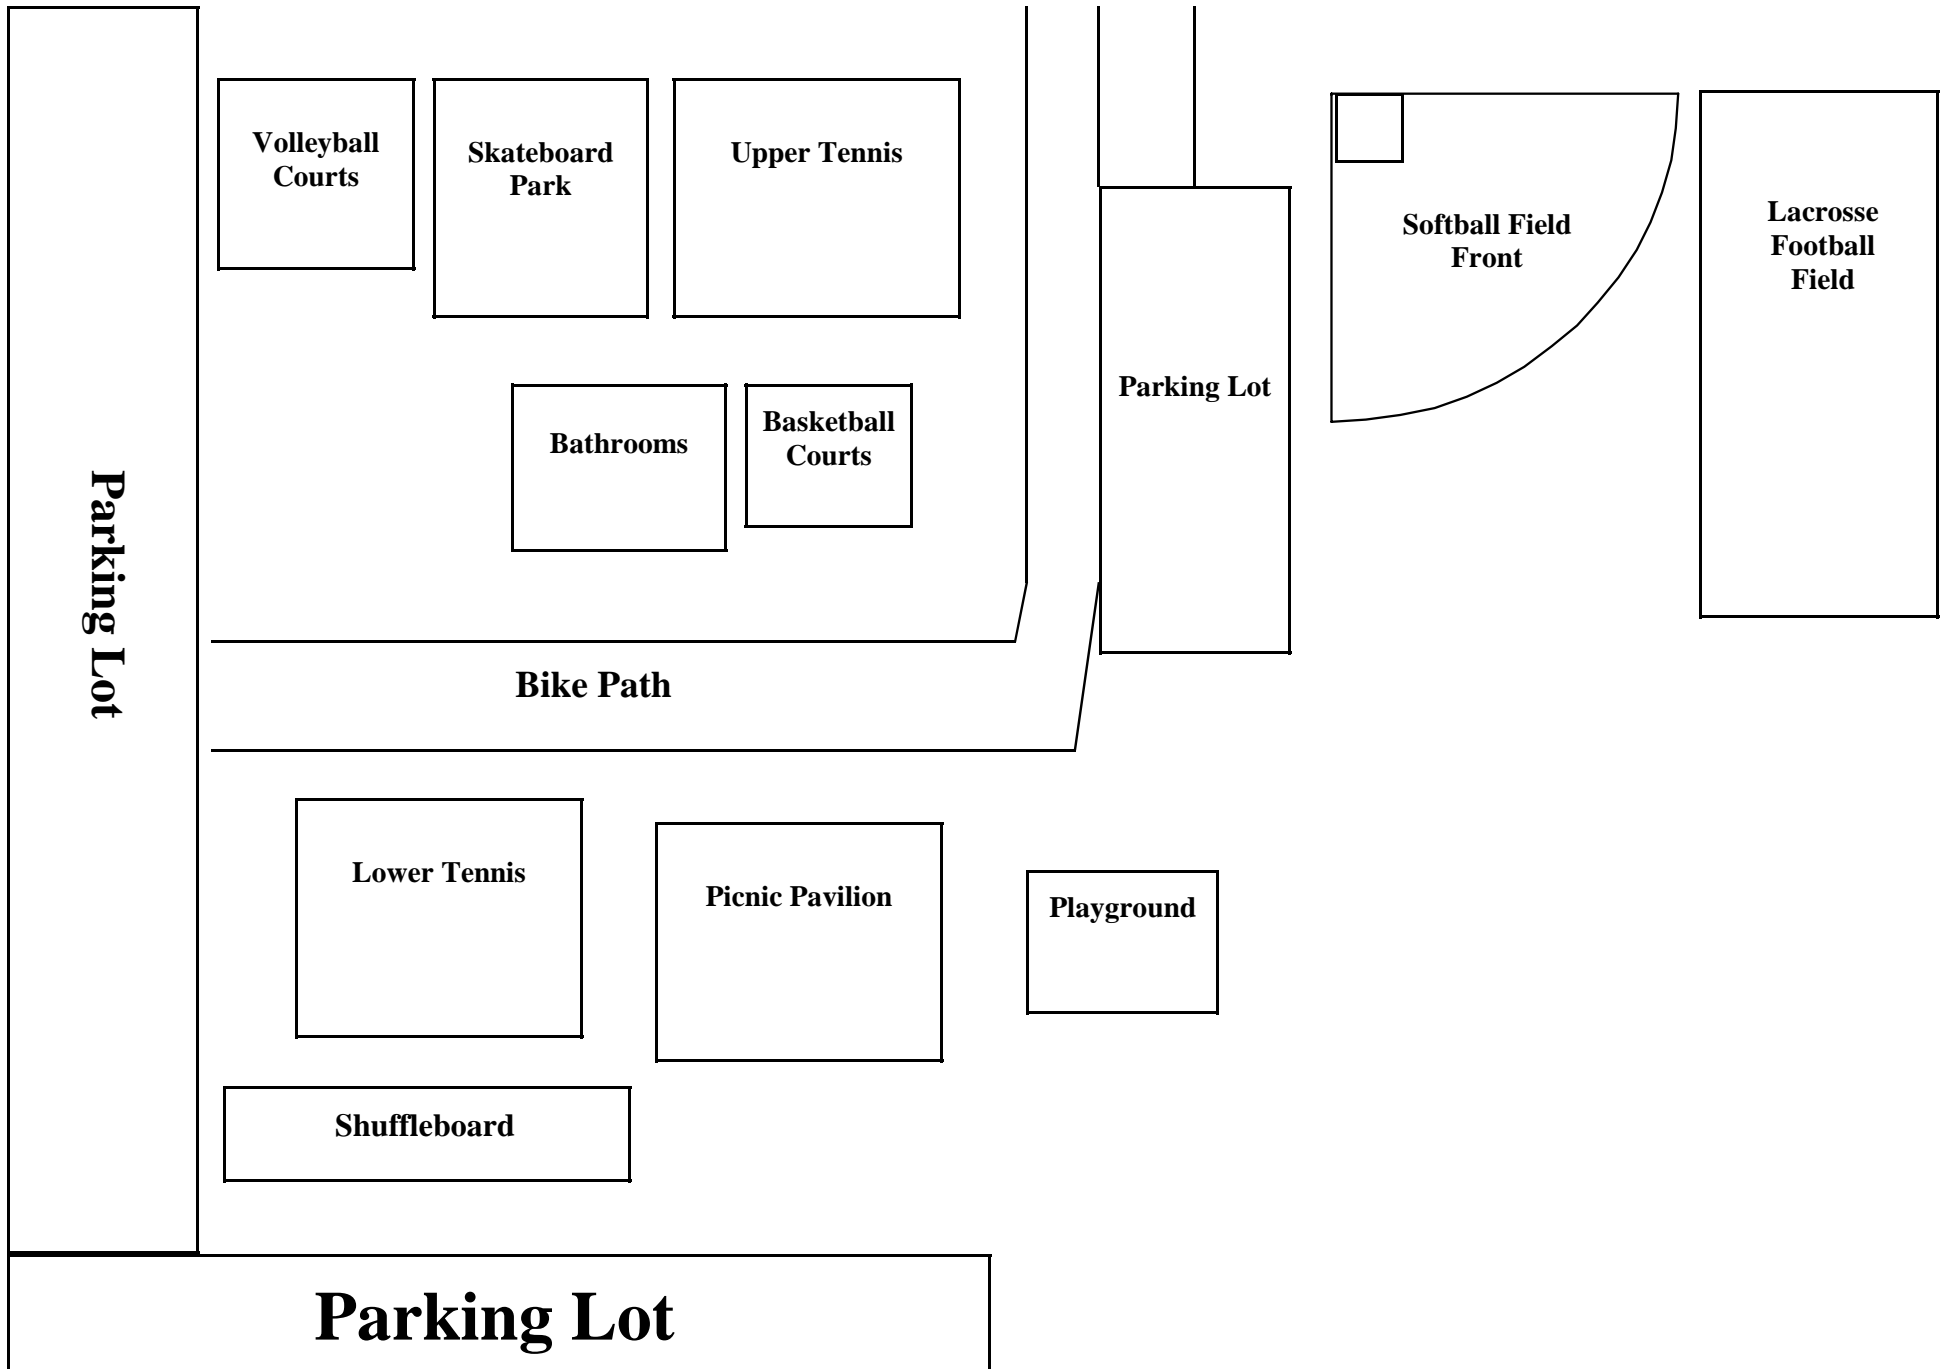 Volleyball
Courts
Skateboard
Park
Upper Tennis
Softball Field
Front
Lacrosse
Football
Field
Parking Lot
Bathrooms
Basketball
Courts
Parking Lot
Bike Path
Lower Tennis
Picnic Pavilion
Playground
Shuffleboard
Parking Lot